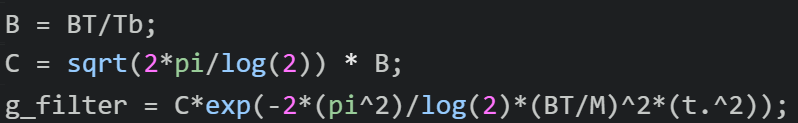 B = BT/Tb;
C = sqrt(2*pi/log(2)) * B;
g_filter = C*exp(-2*(pi^2)/log(2)*(BT/M)^2*(t.^2));